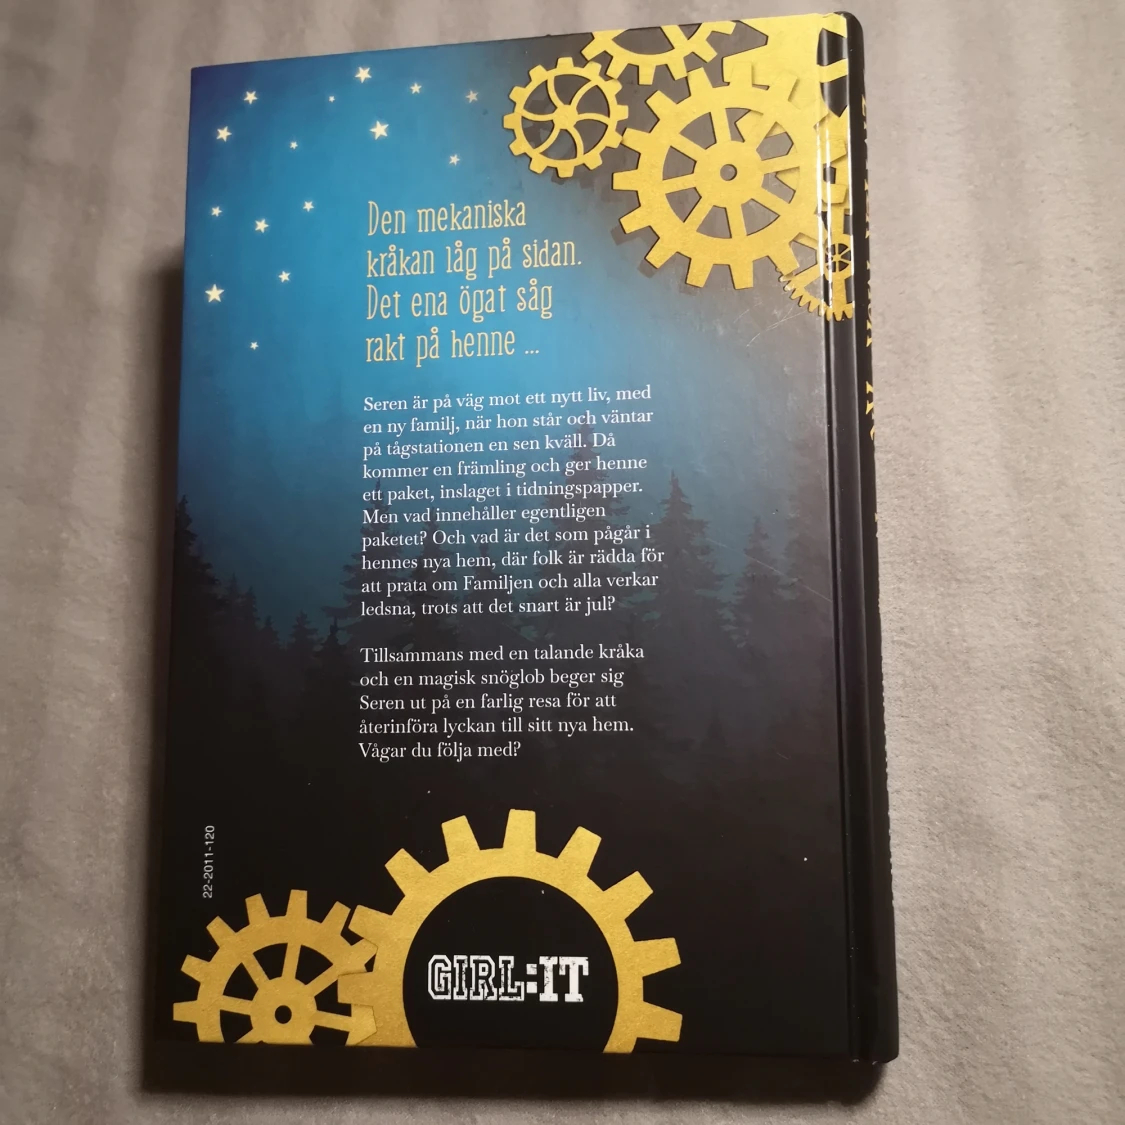 Den mekaniska
kråkan låg på sidan.
Det ena ögat såg
rakt på henne ...
Seren är på väg mot ett nytt liv, med
en ny familj, när hon står och väntar
på tågstationen en sen kväll. Då
kommer en främling och ger henne
ett paket, inslaget i tidningspapper.
Men vad innehåller egentligen
paketet? Och vad är det som pågår i
hennes nya hem, där folk är rädda för
att prata om Familjen och alla verkar
ledsna, trots att det snart är jul?
Tillsammans med en talande kråka
och en magisk snöglob beger sig
Seren ut på en farlig resa för att
återinföra lyckan till sitt nya hem.
Vågar du följa med?
22-2011-120
GIRL:IT